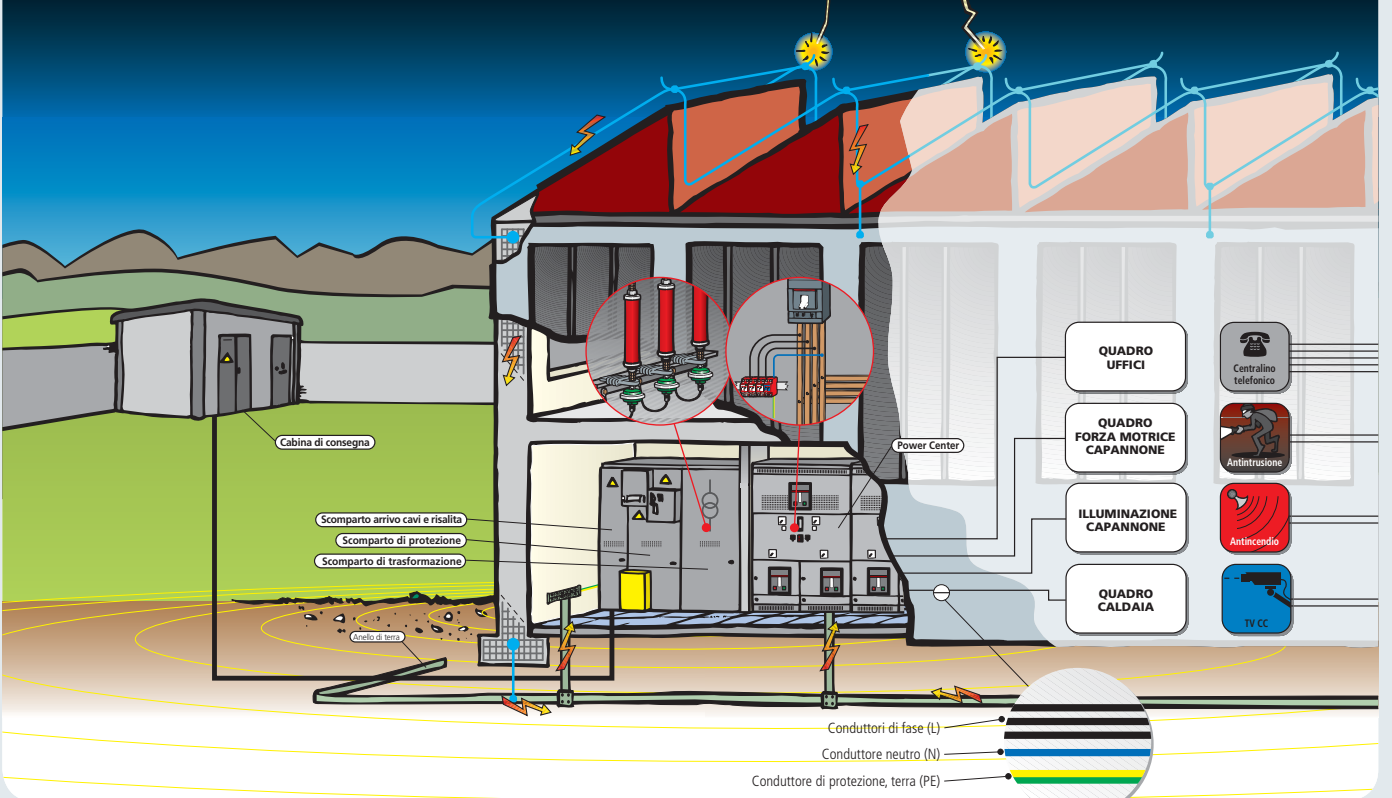 QUADRO
UFFICI
Centralino
telefonico
QUADRO
FORZA MOTRICE
CAPANNONE
Antintrusione
Cabina di consegna
Power Center
ILLUMINAZIONE
CAPANNONE
Antincendio
Scomparto arrivo cavi e risalita
Scomparto di protezione
Scomparto di trasformazione
QUADRO
CALDAIA
TV CC
Anello di terra
Conduttori di fase (L)
Conduttore neutro (N)
Conduttore di protezione, terra (PE)